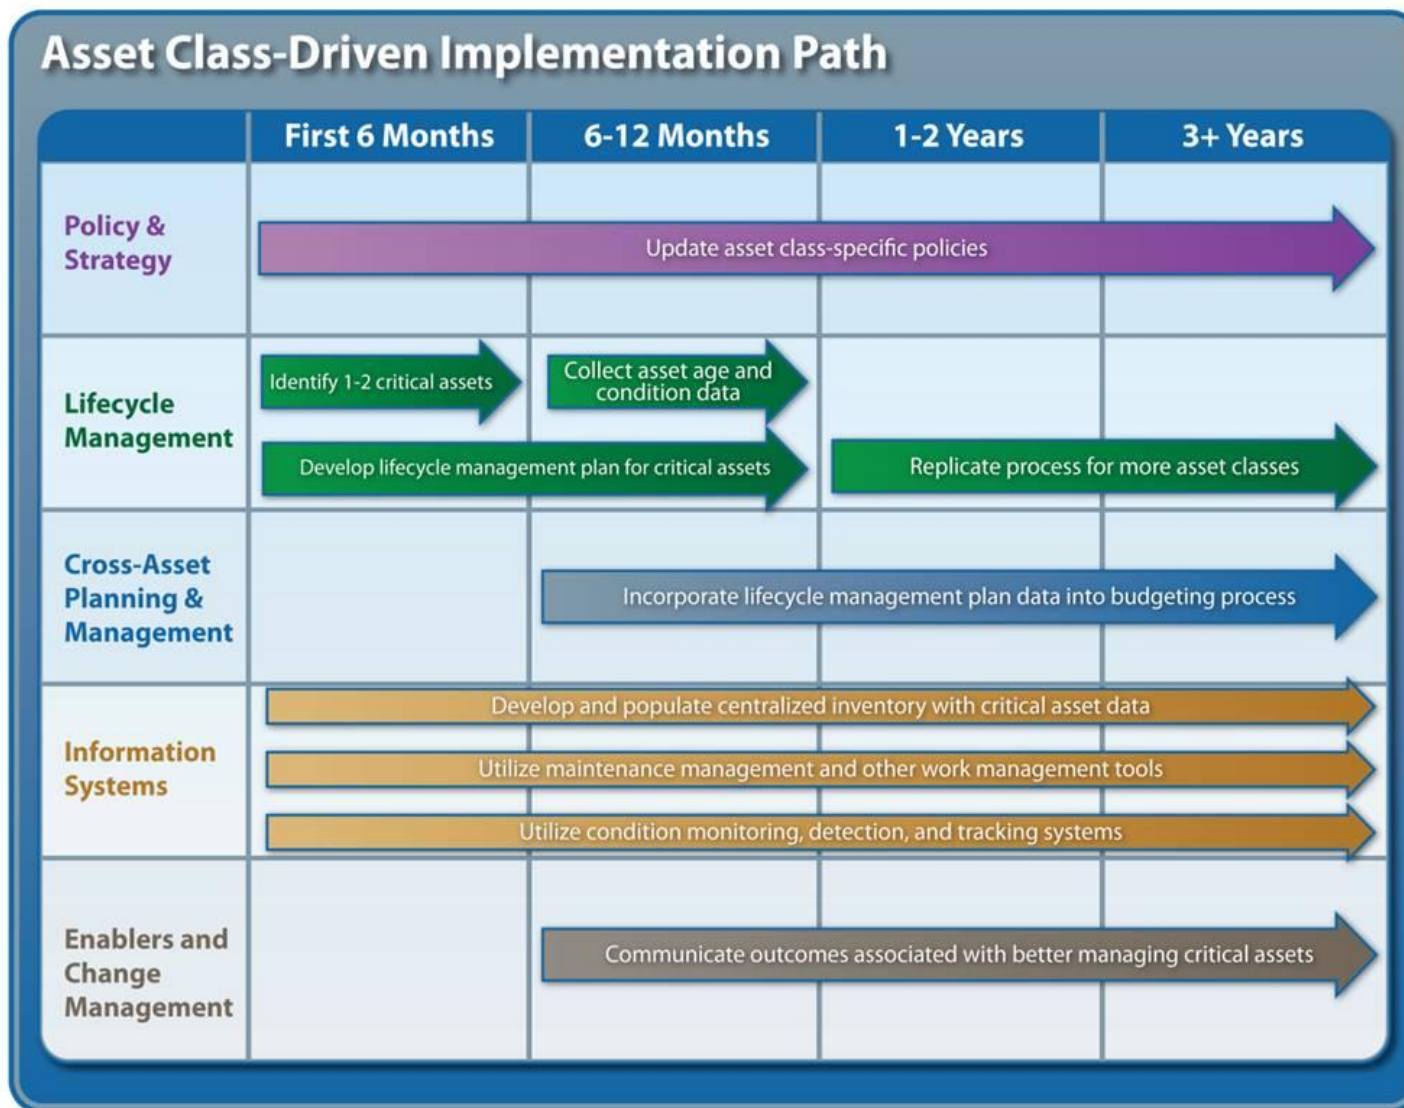 Asset Class-Driven Implementation Path
First 6 Months
6-12 Months
1-2 Years
3+ Years
Policy &
Strategy
Update asset class-specific policies
Lifecycle
Management
Identify 1-2 critical assets
Collect asset age and
condition data
Develop lifecycle management plan for critical assets
Replicate process for more asset classes
Cross-Asset
Planning &
Management
Incorporate lifecycle management plan data into budgeting process
Information
Systems
Develop and populate centralized inventory with critical asset data
Utilize maintenance management and other work management tools
Utilize condition monitoring, detection, and tracking systems
Enablers and
Change
Management
Communicate outcomes associated with better managing critical assets